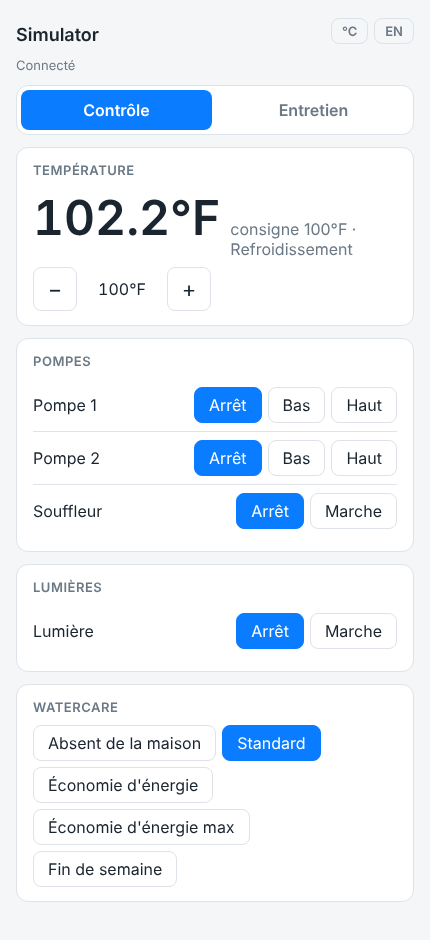 Simulator
°C
EN
Connecté
Contrôle
Entretien
TEMPÉRATURE
102.2°F
consigne 100°F ·
Refroidissement
−
100°F
+
POMPES
Pompe 1
Arrêt
Bas
Haut
Pompe 2
Arrêt
Bas
Haut
Souffleur
Arrêt
Marche
LUMIÈRES
Lumière
Arrêt
Marche
WATERCARE
Absent de la maison
Standard
Économie d'énergie
Économie d'énergie max
Fin de semaine